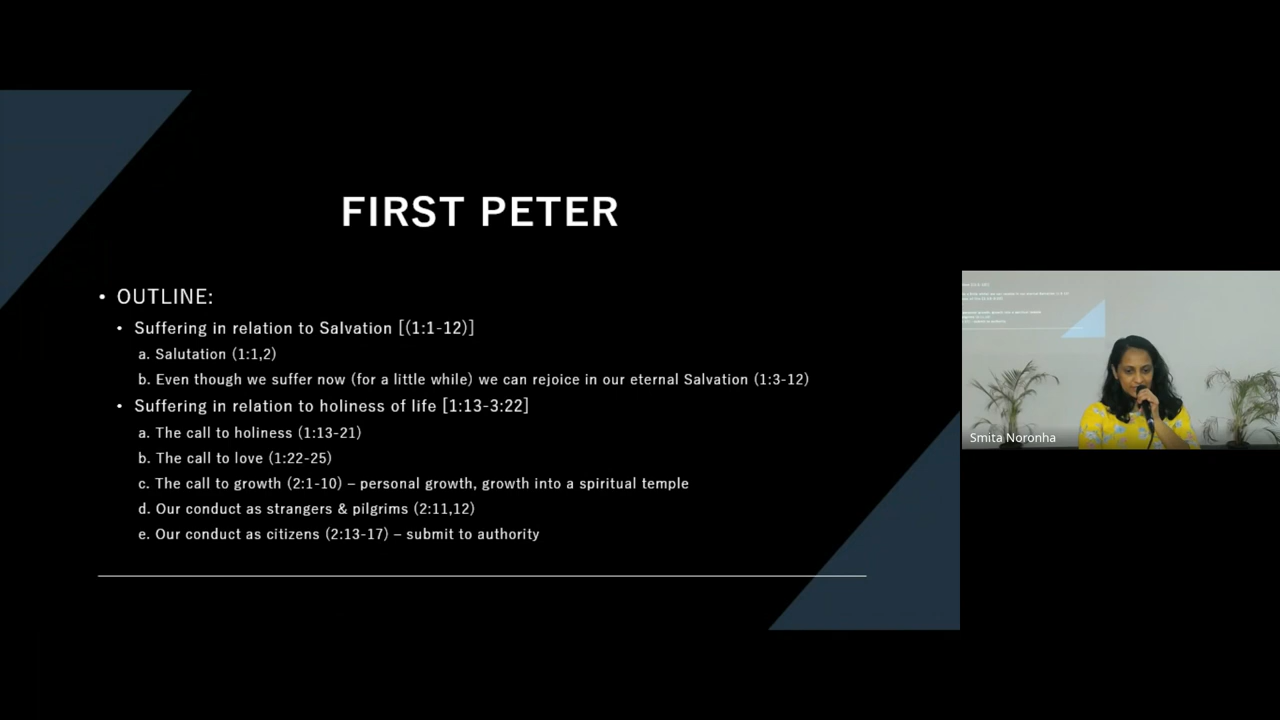 FIRST PETER
• OUTLINE:
• Suffering in relation to Salvation [(1:1-12)]
a. Salutation (1:1,2)
b. Even though we suffer now (for a little while) we can rejoice in our eternal Salvation (1:3-12)
• Suffering in relation to holiness of life [1:13-3:22]
a. The call to holiness (1:13-21)
b. The call to love (1:22-25)
c. The call to growth (2:1-10) – personal growth, growth into a spiritual temple
d. Our conduct as strangers & pilgrims (2:11,12)
e. Our conduct as citizens (2:13-17) – submit to authority
Smita Noronha